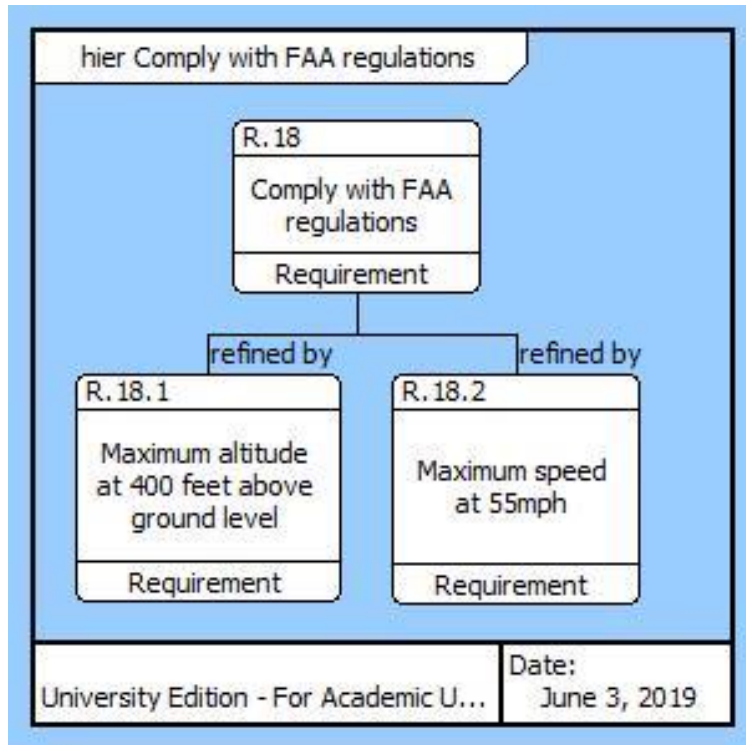 hier Comply with FAA regulations
R.18
Comply with FAA
regulations
Requirement
refined by
refined by
R.18.1
Maximum altitude
at 400 feet above
ground level
Requirement
R.18.2
Maximum speed
at 55mph
Requirement
University Edition - For Academic U...
Date:
June 3, 2019